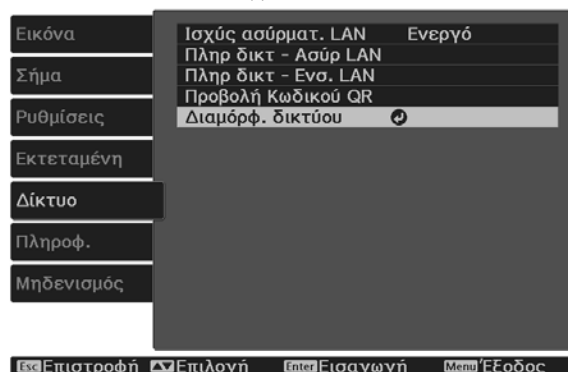 Εικόνα
Σήμα
Ρυθμίσεις
Εκτεταμένη
Δίκτυο
Πληροφ.
Μηδενισμός
Ισχύς ασύρματ. LAN Ενεργό
Πληρ δικτ - Ασύρ LAN
Πληρ δικτ - Ενσ. LAN
Προβολή Κωδικού QR
Διαμόρφ. δικτύου
Esc Επιστροφή Επιλογή Enter Εισαγωγή Menu Έξοδος